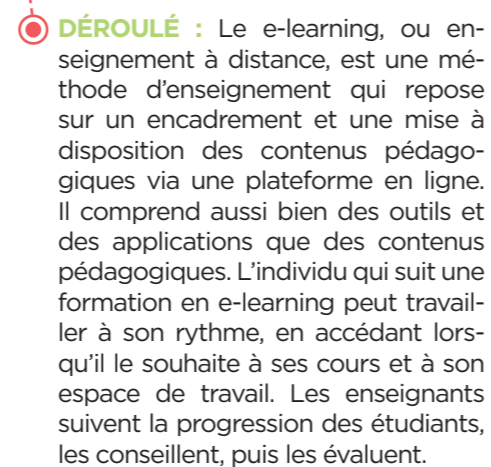 DÉROULÉ : Le e-learning, ou en-
seignement à distance, est une mé-
thode d’enseignement qui repose
sur un encadrement et une mise à
disposition des contenus pédago-
giques via une plateforme en ligne.
Il comprend aussi bien des outils et
des applications que des contenus
pédagogiques. L’individu qui suit une
formation en e-learning peut travail-
ler à son rythme, en accédant lors-
qu’il le souhaite à ses cours et à son
espace de travail. Les enseignants
suivent la progression des étudiants,
les conseillent, puis les évaluent.